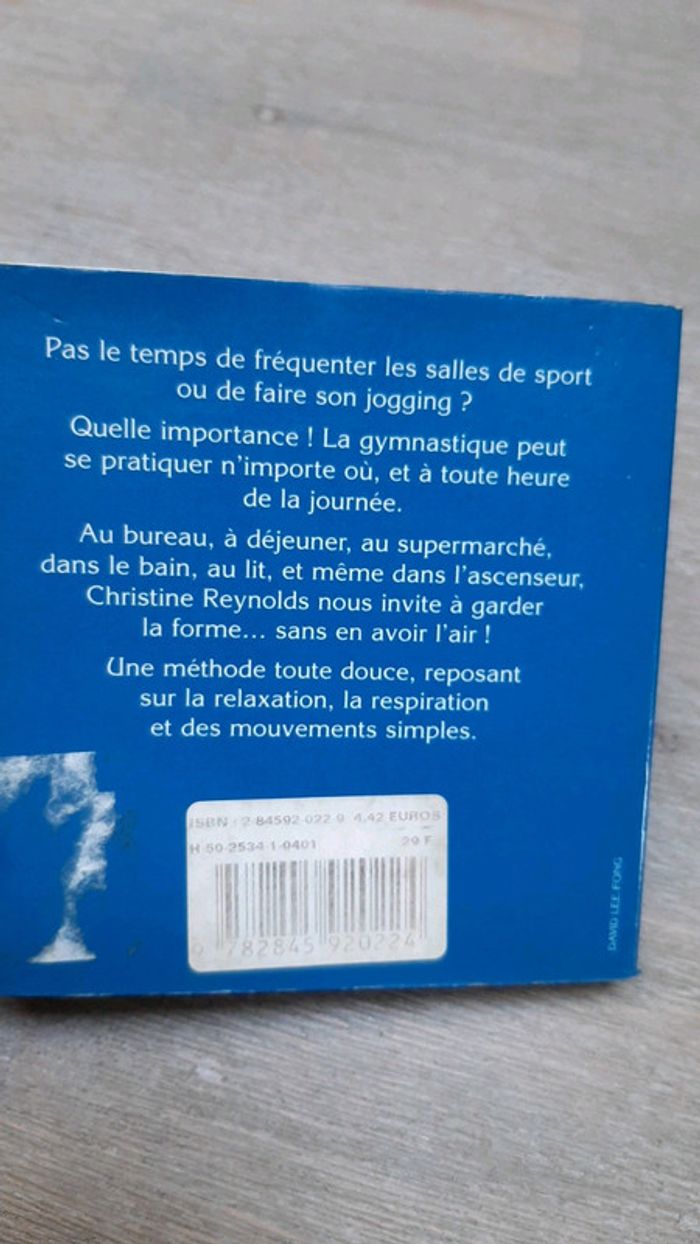 Pas le temps de fréquenter les salles de sport
ou de faire son jogging ?
Quelle importance ! La gymnastique peut
se pratiquer n'importe où, et à toute heure
de la journée.
Au bureau, à déjeuner, au supermarché,
dans le bain, au lit, et même dans l'ascenseur,
Christine Reynolds nous invite à garder
la forme... sans en avoir l'air !
Une méthode toute douce, reposant
sur la relaxation, la respiration
et des mouvements simples.
ISBN : 2-84592-022-9 4,42 EUROS
H 50-2534-1-0401 29 F
9 782845 920224
DAVID LEE FONG